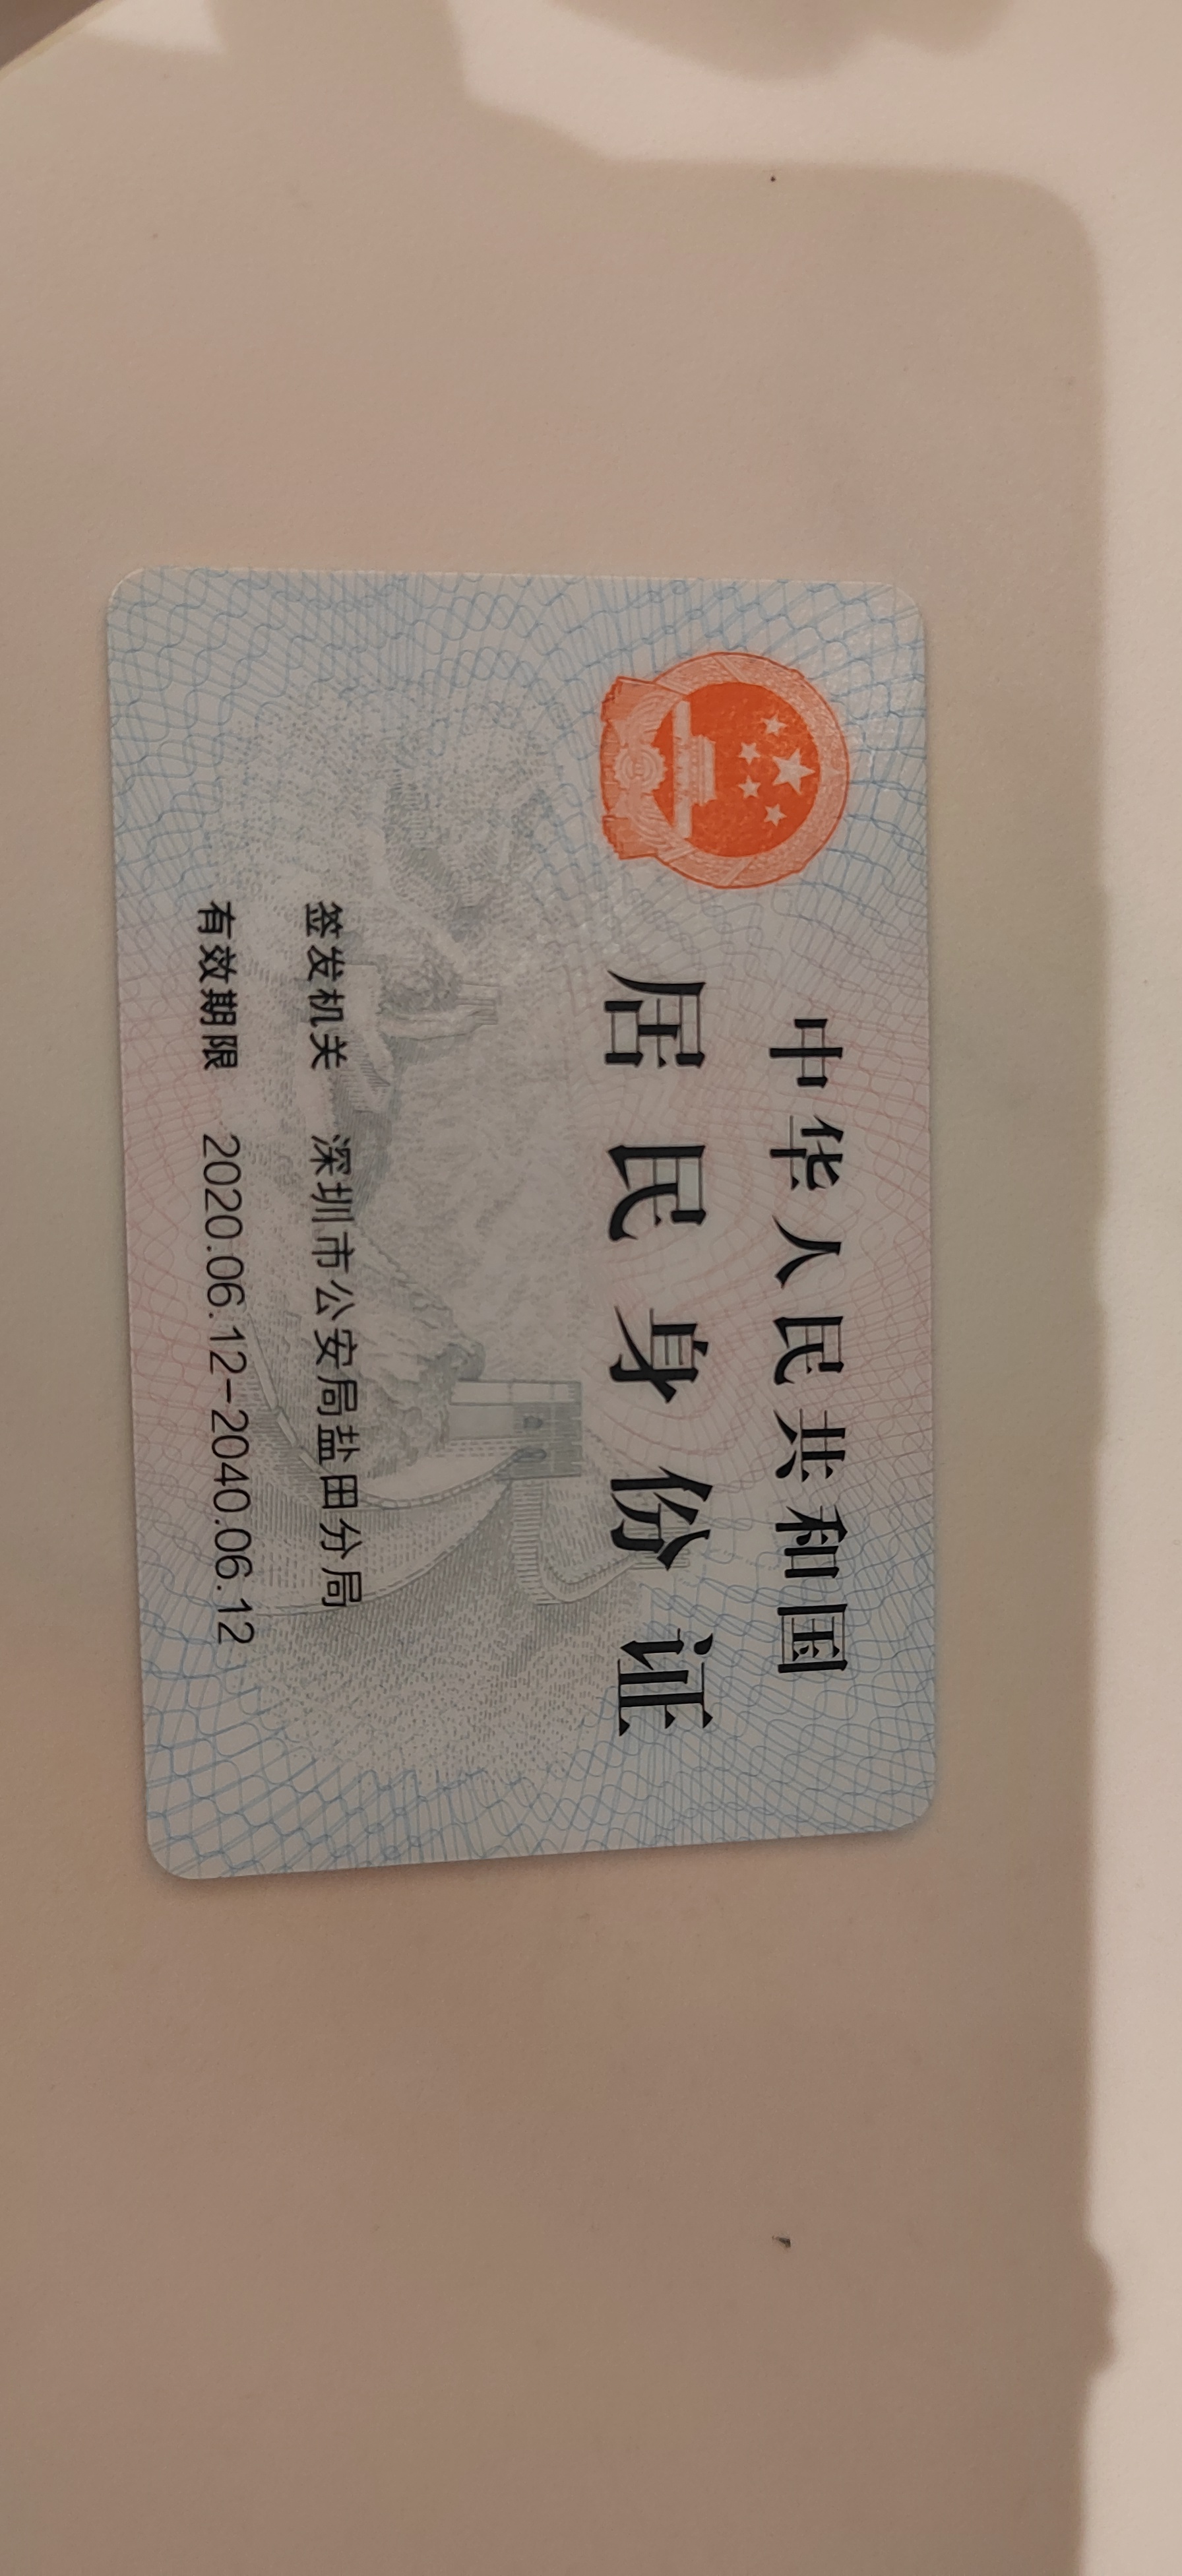 中华人民共和国
居民身份证
签发机关 深圳市公安局盐田分局
有效期限 2020.06.12-2040.06.12